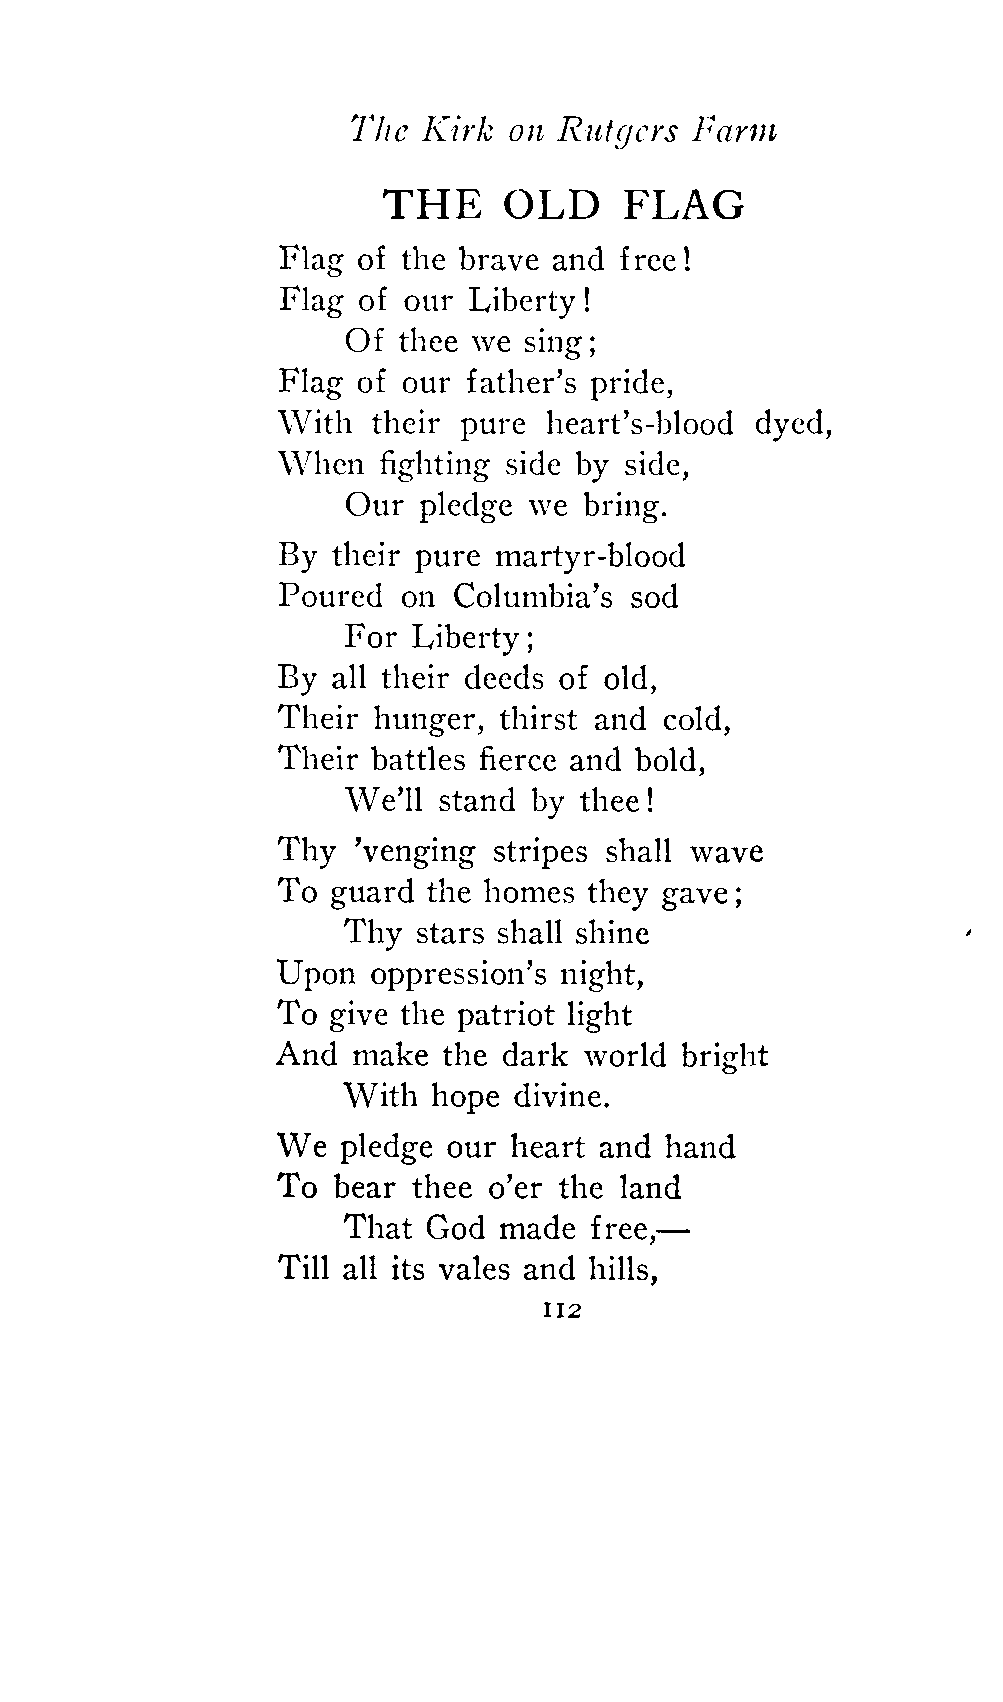 The Kirk on Rutgers Farm
THE OLD FLAG
Flag of the brave and free!
Flag of our Liberty!
Of thee we sing;
Flag of our father's pride,
With their pure heart's-blood dyed,
When fighting side by side,
Our pledge we bring.
By their pure martyr-blood
Poured on Columbia's sod
For Liberty;
By all their deeds of old,
Their hunger, thirst and cold,
Their battles fierce and bold,
We'll stand by thee!
Thy 'venging stripes shall wave
To guard the homes they gave;
Thy stars shall shine
Upon oppression's night,
To give the patriot light
And make the dark world bright
With hope divine.
We pledge our heart and hand
To bear thee o'er the land
That God made free,—
Till all its vales and hills,
112